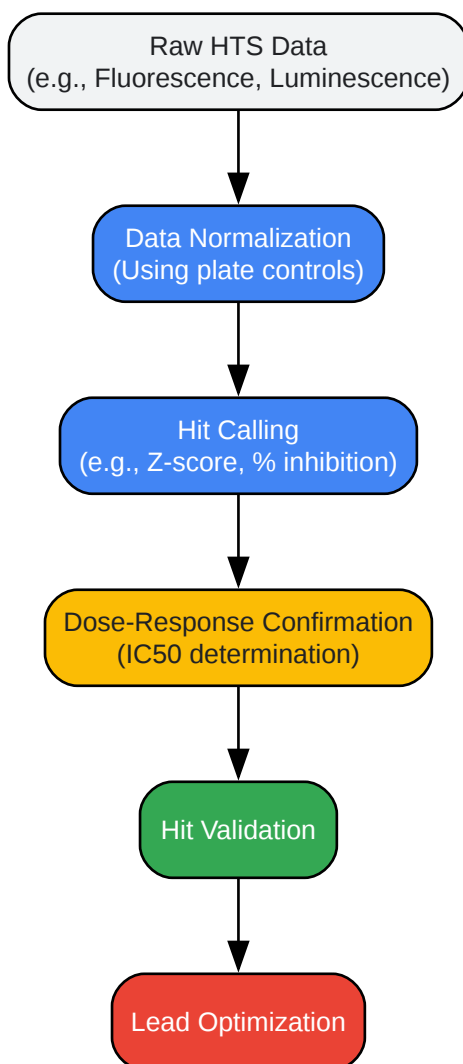 Raw HTS Data
(e.g., Fluorescence, Luminescence)
Data Normalization
(Using plate controls)
Hit Calling
(e.g., Z-score, % inhibition)
Dose-Response Confirmation
(IC50 determination)
Hit Validation
Lead Optimization